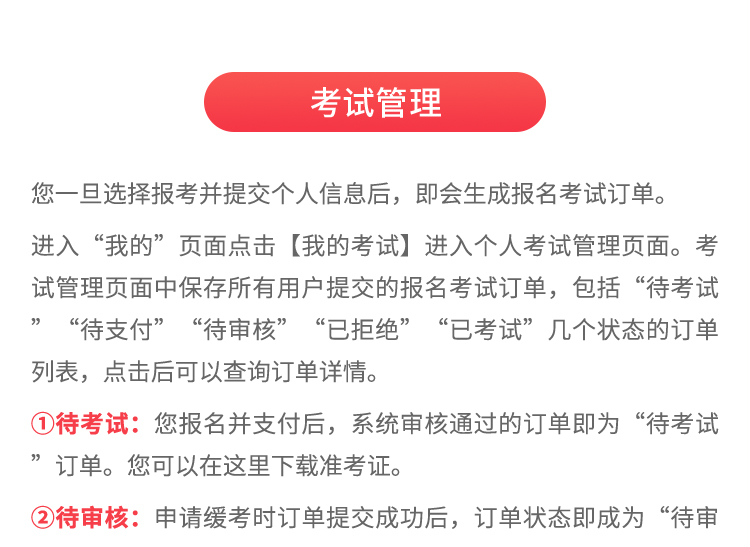 考试管理
您一旦选择报考并提交个人信息后，即会生成报名考试订单。
进入“我的”页面点击【我的考试】进入个人考试管理页面。考
试管理页面中保存所有用户提交的报名考试订单，包括“待考试
”“待支付”“待审核”“已拒绝”“已考试”几个状态的订单
列表，点击后可以查询订单详情。
①待考试：您报名并支付后，系统审核通过的订单即为“待考试
”订单。您可以在这里下载准考证。
②待审核：申请缓考时订单提交成功后，订单状态即成为“待审